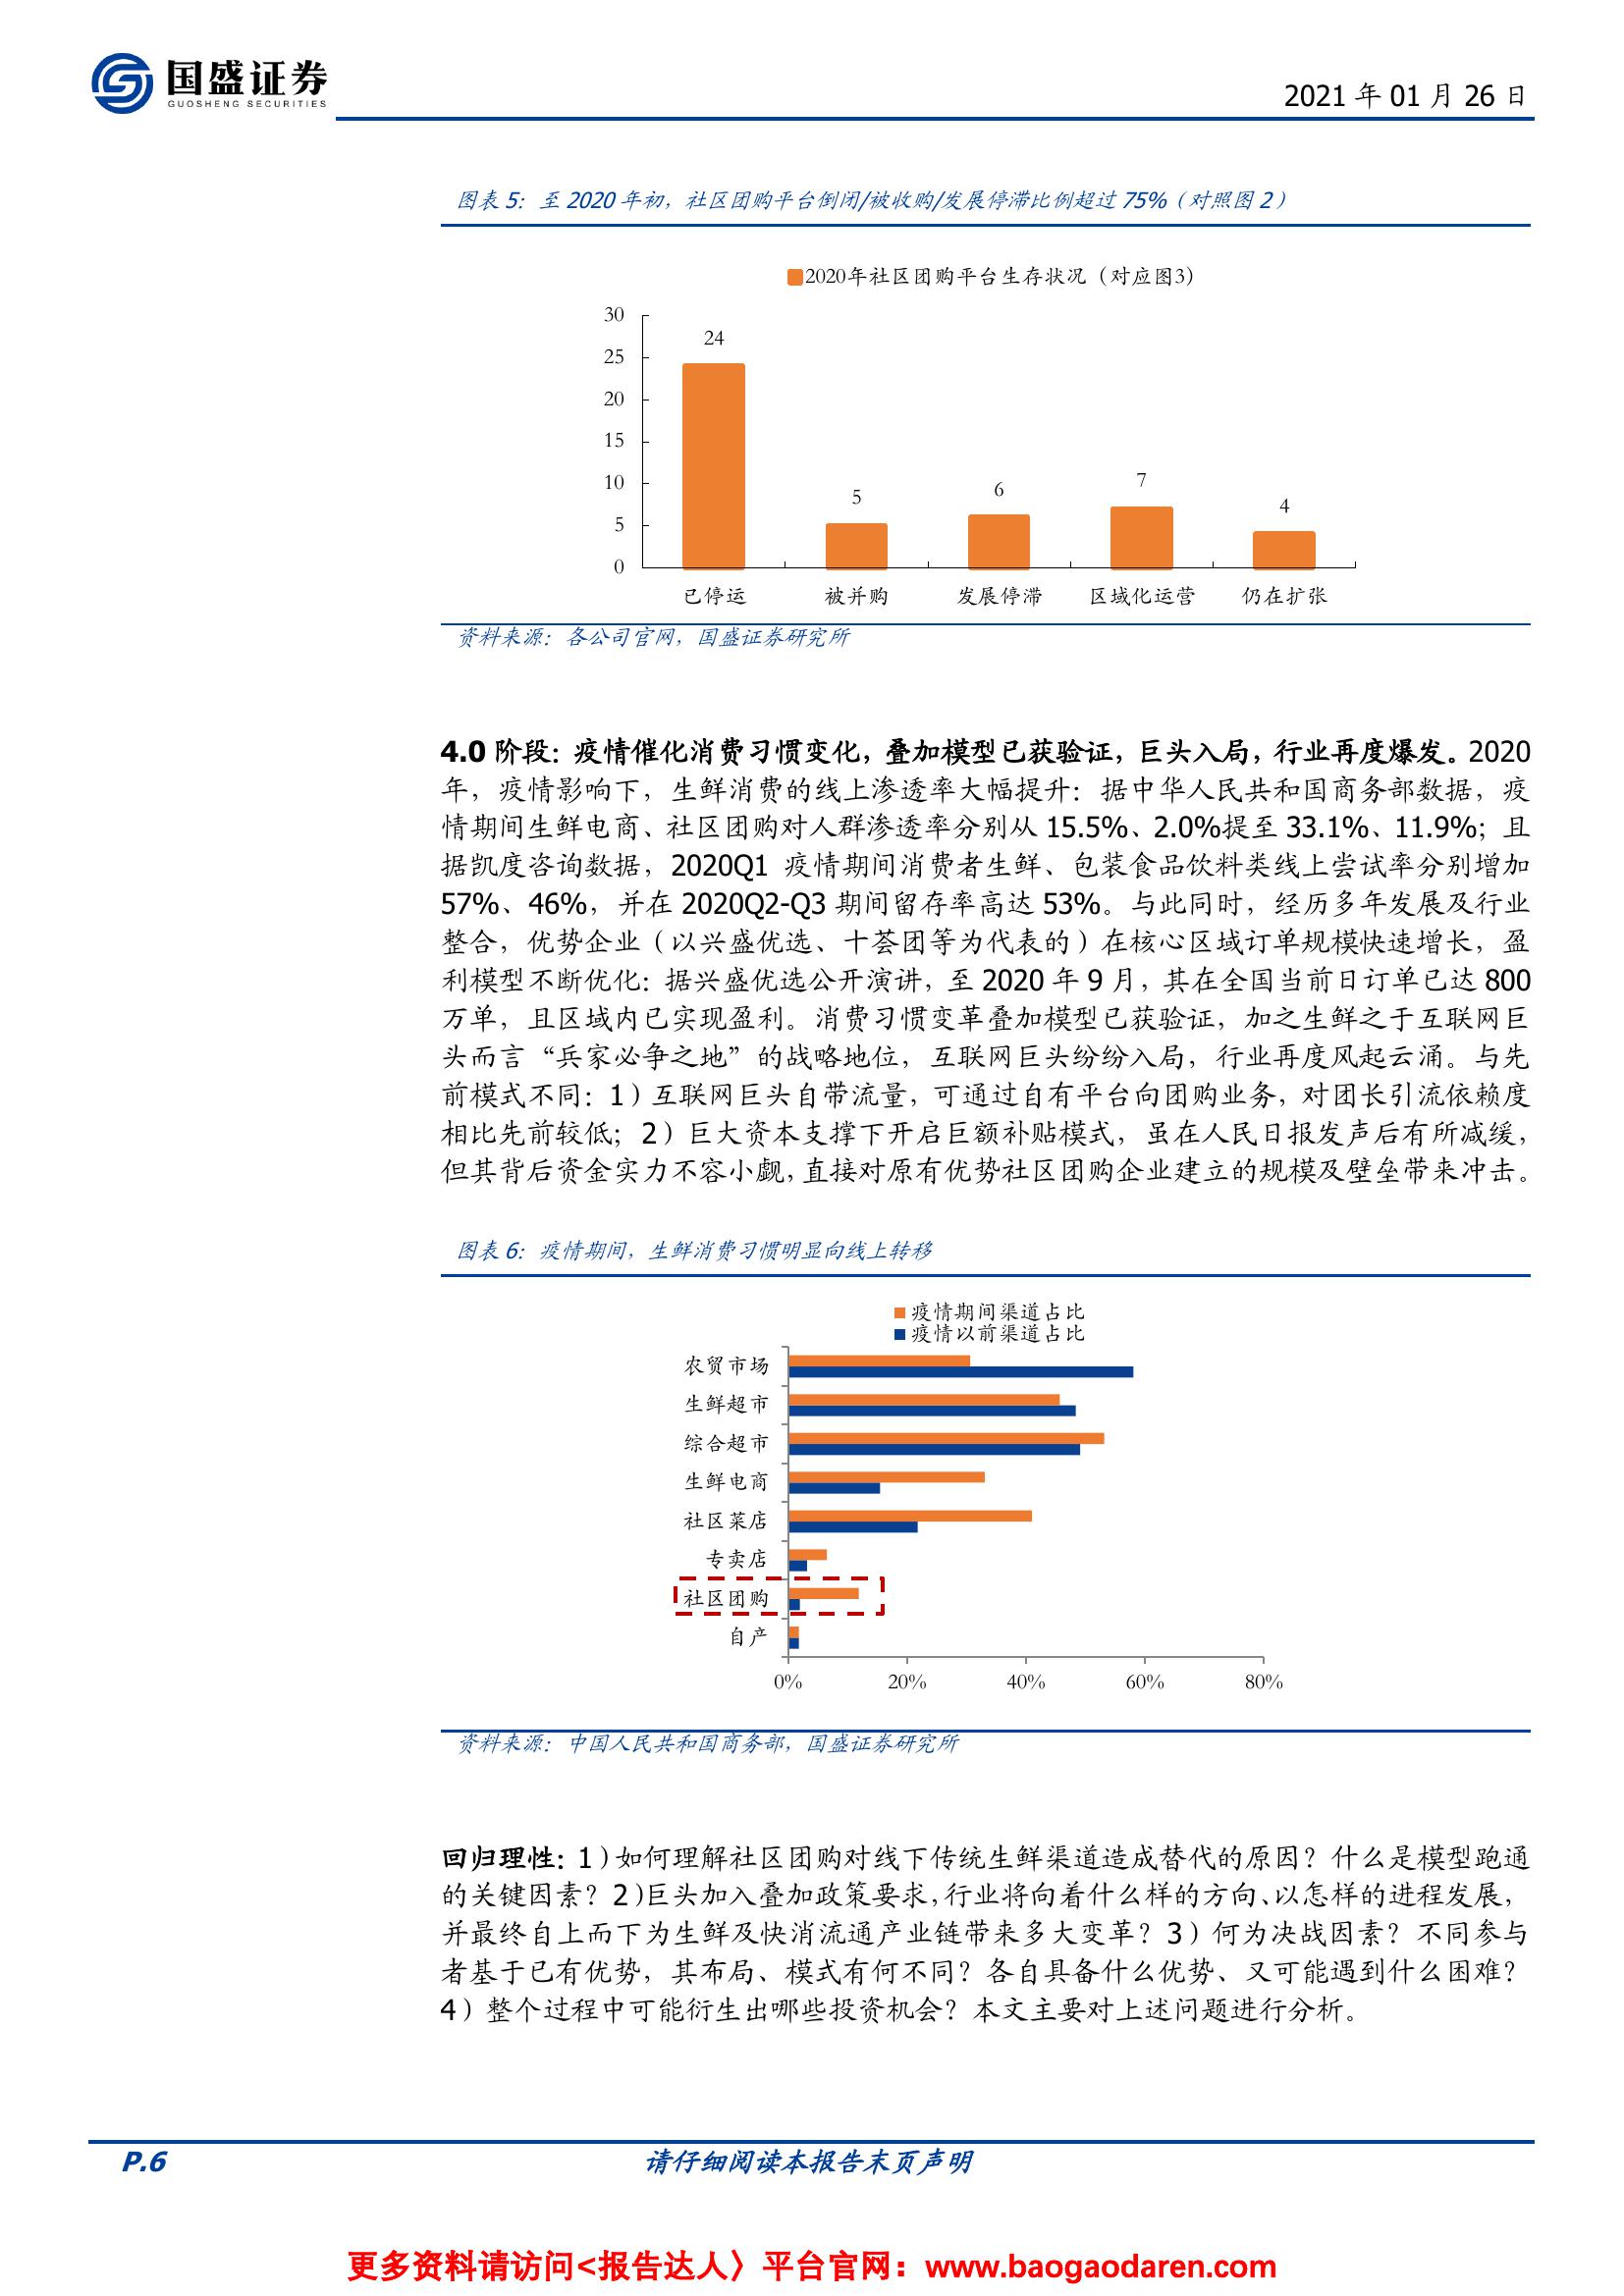 国盛证券
GUOSHENG SECURITIES
2021 年 01 月 26 日
图表 5：至 2020 年初，社区团购平台倒闭/被收购/发展停滞比例超过 75%（对照图 2）
2020年社区团购平台生存状况（对应图3）
30
25
20
15
10
5
0
24
5
6
7
4
已停运
被并购
发展停滞
区域化运营
仍在扩张
资料来源：各公司官网，国盛证券研究所
4.0 阶段：疫情催化消费习惯变化，叠加模型已获验证，巨头入局，行业再度爆发。2020
年，疫情影响下，生鲜消费的线上渗透率大幅提升：据中华人民共和国商务部数据，疫
情期间生鲜电商、社区团购对人群渗透率分别从 15.5%、2.0%提至 33.1%、11.9%；且
据凯度咨询数据，2020Q1 疫情期间消费者生鲜、包装食品饮料类线上尝试率分别增加
57%、46%，并在 2020Q2-Q3 期间留存率高达 53%。与此同时，经历多年发展及行业
整合，优势企业（以兴盛优选、十荟团等为代表的）在核心区域订单规模快速增长，盈
利模型不断优化：据兴盛优选公开演讲，至 2020 年 9 月，其在全国当前日订单已达 800
万单，且区域内已实现盈利。消费习惯变革叠加模型已获验证，加之生鲜之于互联网巨
头而言“兵家必争之地”的战略地位，互联网巨头纷纷入局，行业再度风起云涌。与先
前模式不同：1）互联网巨头自带流量，可通过自有平台向团购业务，对团长引流依赖度
相比先前较低；2）巨大资本支撑下开启巨额补贴模式，虽在人民日报发声后有所减缓，
但其背后资金实力不容小觑，直接对原有优势社区团购企业建立的规模及壁垒带来冲击。
图表 6：疫情期间，生鲜消费习惯明显向线上转移
疫情期间渠道占比
疫情以前渠道占比
农贸市场
生鲜超市
综合超市
生鲜电商
社区菜店
专卖店
社区团购
自产
0%
20%
40%
60%
80%
资料来源：中国人民共和国商务部，国盛证券研究所
回归理性：1）如何理解社区团购对线下传统生鲜渠道造成替代的原因？什么是模型跑通
的关键因素？2）巨头加入叠加政策要求，行业将向着什么样的方向、以怎样的进程发展，
并最终自上而下为生鲜及快消流通产业链带来多大变革？3）何为决战因素？不同参与
者基于已有优势，其布局、模式有何不同？各自具备什么优势、又可能遇到什么困难？
4）整个过程中可能衍生出哪些投资机会？本文主要对上述问题进行分析。
P.6
请仔细阅读本报告末页声明
更多资料请访问<报告达人〉平台官网：www.baogaodaren.com